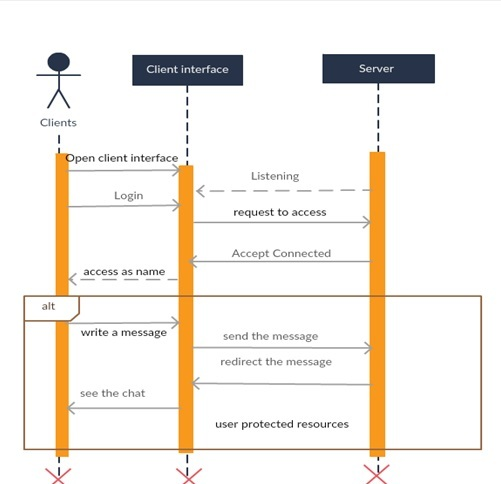 Client interface
Server
Clients
Open client interface
Listening
Login
request to access
Accept Connected
access as name
alt
write a message
send the message
redirect the message
see the chat
user protected resources